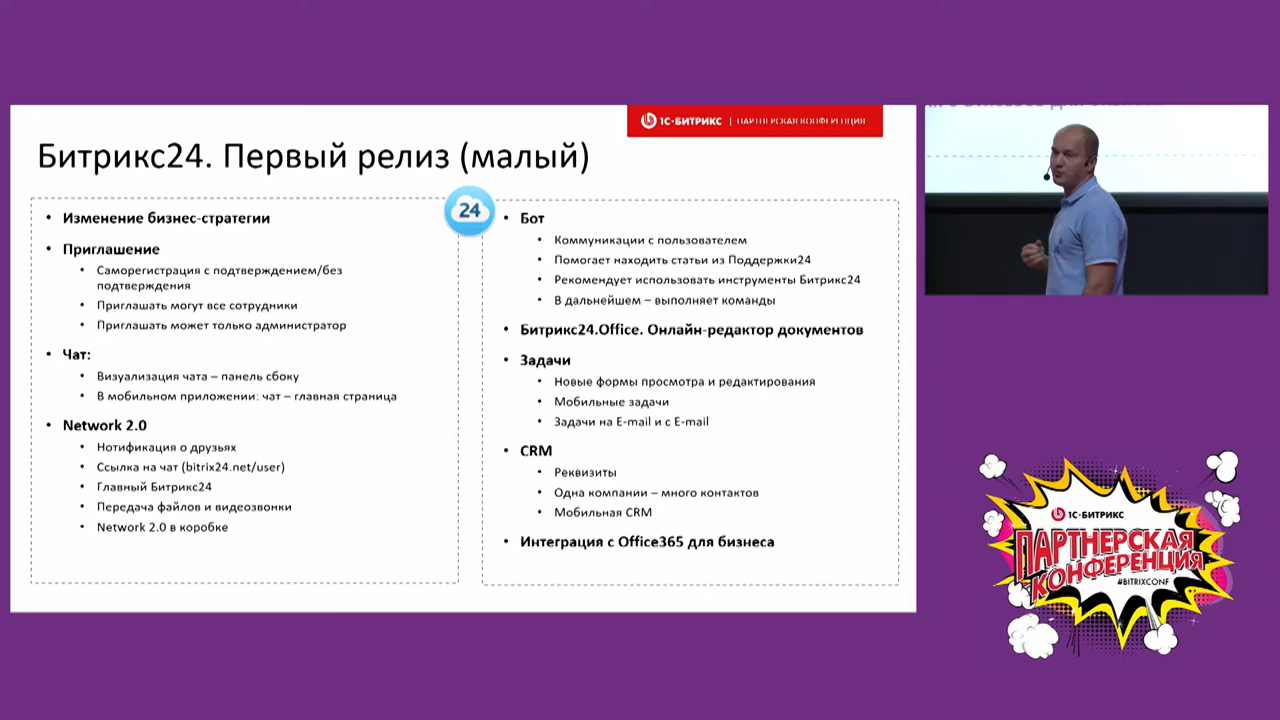 1С-БИТРИКС | ПАРТНЕРСКАЯ КОНФЕРЕНЦИЯ
Битрикс24. Первый релиз (малый)
24
• Изменение бизнес-стратегии
• Приглашение
• Саморегистрация с подтверждением/без
подтверждения
• Приглашать могут все сотрудники
• Приглашать может только администратор
• Чат:
• Визуализация чата – панель сбоку
• В мобильном приложении: чат – главная страница
• Network 2.0
• Нотификация о друзьях
• Ссылка на чат (bitrix24.net/user)
• Главный Битрикс24
• Передача файлов и видеозвонки
• Network 2.0 в коробке
• Бот
• Коммуникации с пользователем
• Помогает находить статьи из Поддержки24
• Рекомендует использовать инструменты Битрикс24
• В дальнейшем – выполняет команды
• Битрикс24.Office. Онлайн-редактор документов
• Задачи
• Новые формы просмотра и редактирования
• Мобильные задачи
• Задачи на E-mail и с E-mail
• CRM
• Реквизиты
• Одна компании – много контактов
• Мобильная CRM
• Интеграция с Office365 для бизнеса
1С-БИТРИКС
ПАРТНЕРСКАЯ
КОНФЕРЕНЦИЯ
#BITRIXCONF